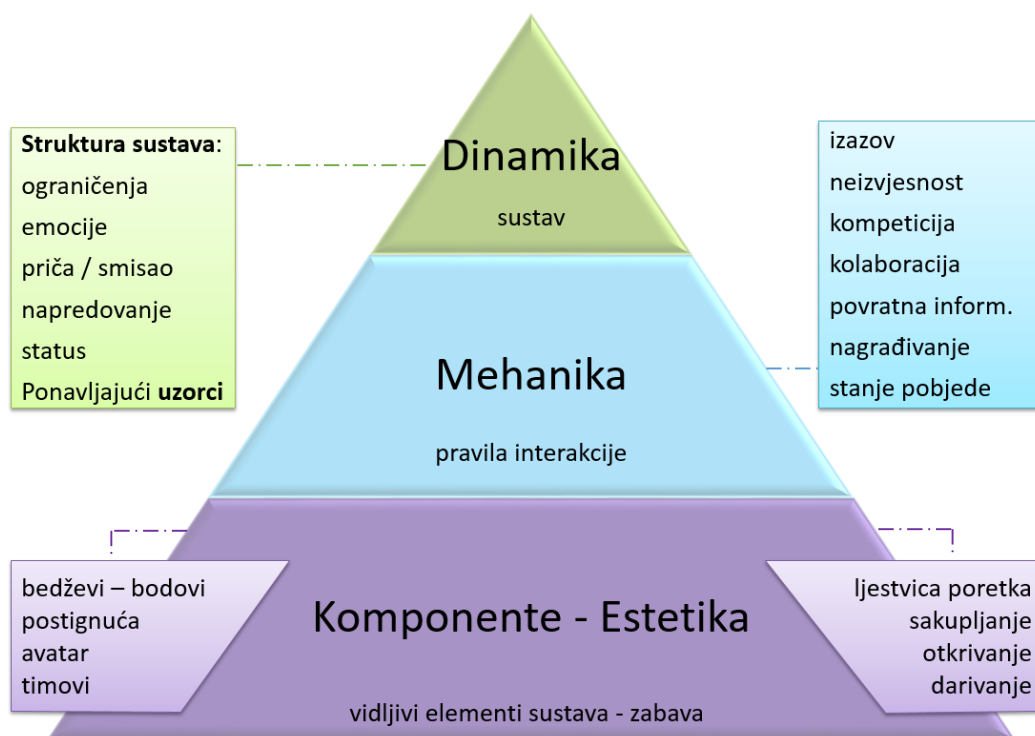 Dinamika
sustav
Struktura sustava:
ograničenja
emocije
priča / smisao
napredovanje
status
Ponavljajući uzorci
izazov
neizvjesnost
kompeticija
kolaboracija
povratna inform.
nagrađivanje
stanje pobjede
Mehanika
pravila interakcije
bedževi – bodovi
postignuća
avatar
timovi
Komponente - Estetika
vidljivi elementi sustava - zabava
ljestvica poretka
sakupljanje
otkrivanje
darivanje